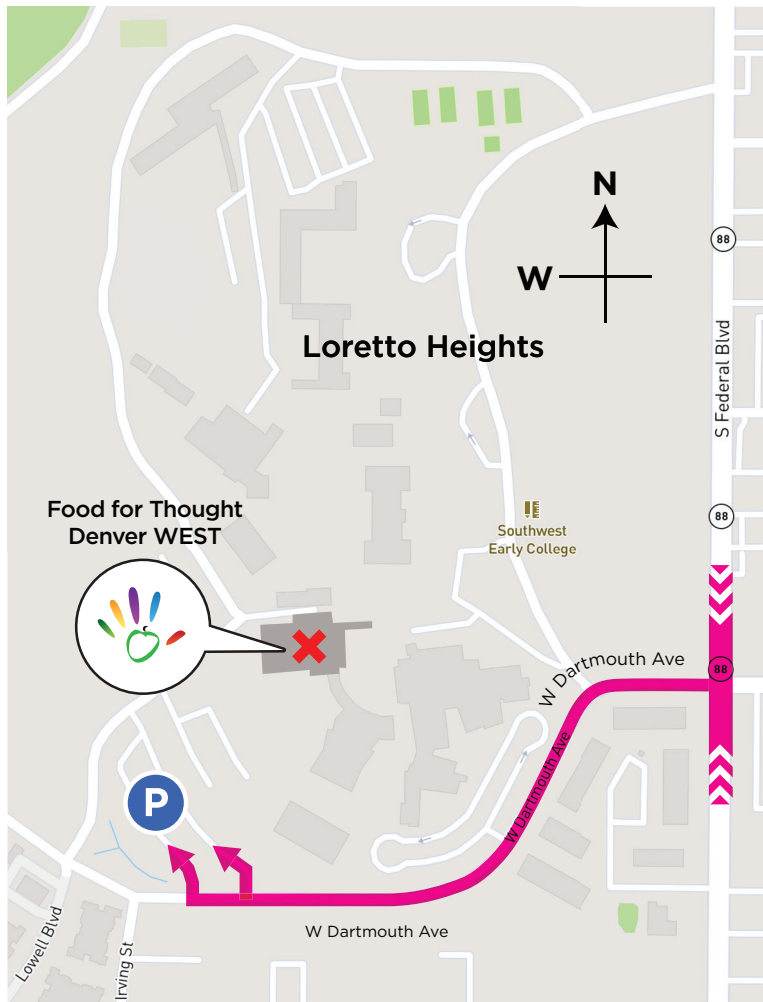 N
W
88
S Federal Blvd
Loretto Heights
Food for Thought
Denver WEST
88
Southwest
Early College
W Dartmouth Ave
88
W Dartmouth Ave
P
W Dartmouth Ave
Lowell Blvd
Irving St